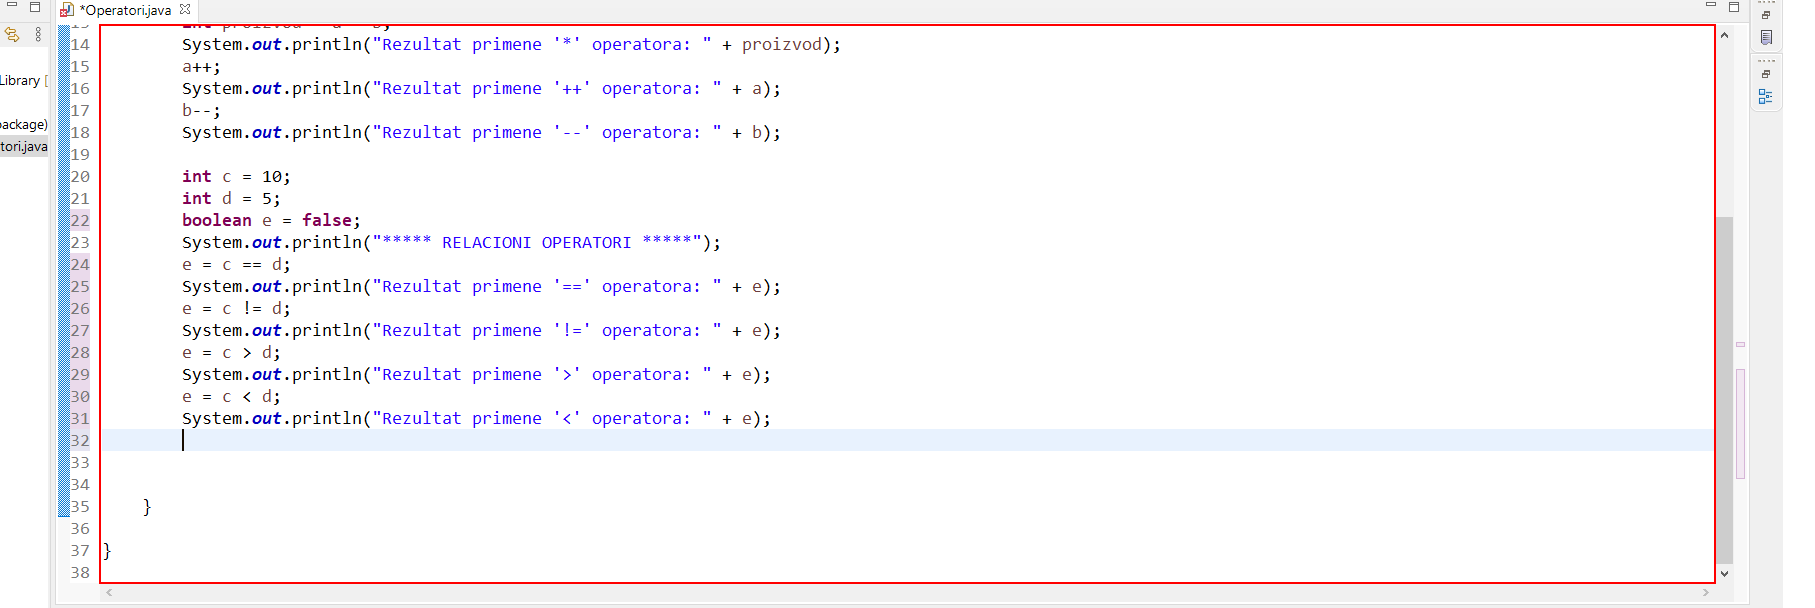 *Operatori.java
14 System.out.println("Rezultat primene '*' operatora: " + proizvod);
15 a++;
16 System.out.println("Rezultat primene '++' operatora: " + a);
17 b--;
18 System.out.println("Rezultat primene '--' operatora: " + b);
19
20 int c = 10;
21 int d = 5;
22 boolean e = false;
23 System.out.println("***** RELACIONI OPERATORI *****");
24 e = c == d;
25 System.out.println("Rezultat primene '==' operatora: " + e);
26 e = c != d;
27 System.out.println("Rezultat primene '!=' operatora: " + e);
28 e = c > d;
29 System.out.println("Rezultat primene '>' operatora: " + e);
30 e = c < d;
31 System.out.println("Rezultat primene '<' operatora: " + e);
32
33
34
35 }
36
37 }
38
Library [
package)
tori.java